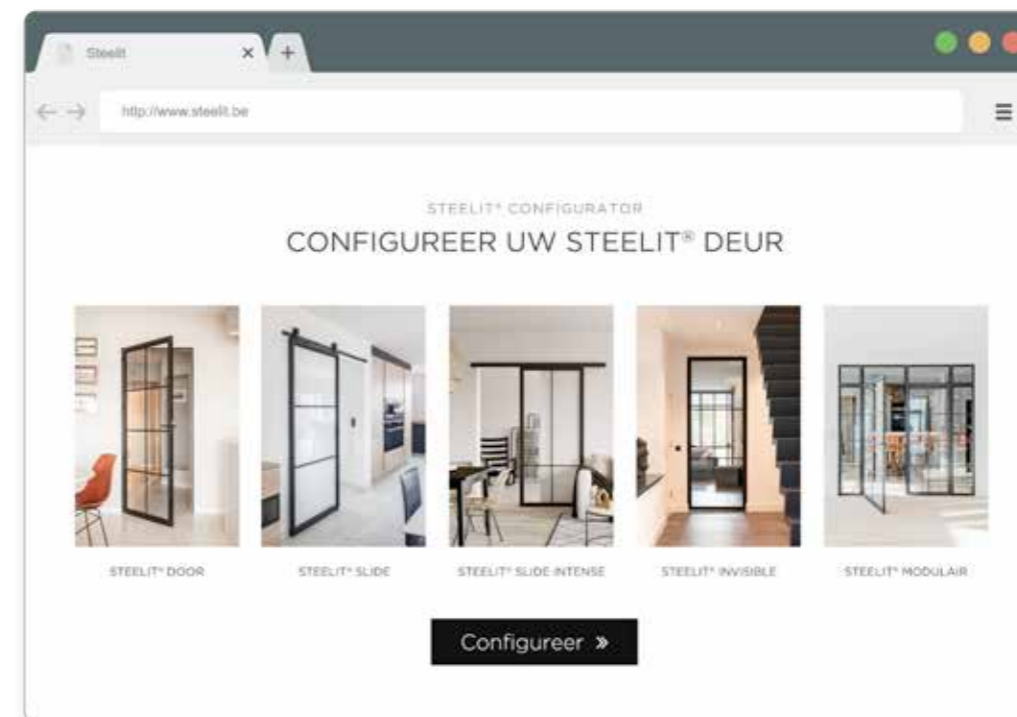 Steelit
http://www.steelit.be
STEELIT® CONFIGURATOR
CONFIGUREER UW STEELIT® DEUR
STEELIT® DOOR
STEELIT® SLIDE
STEELIT® SLIDE-INTENSE
STEELIT® INVISIBLE
STEELIT® MODULAIR
Configureer »